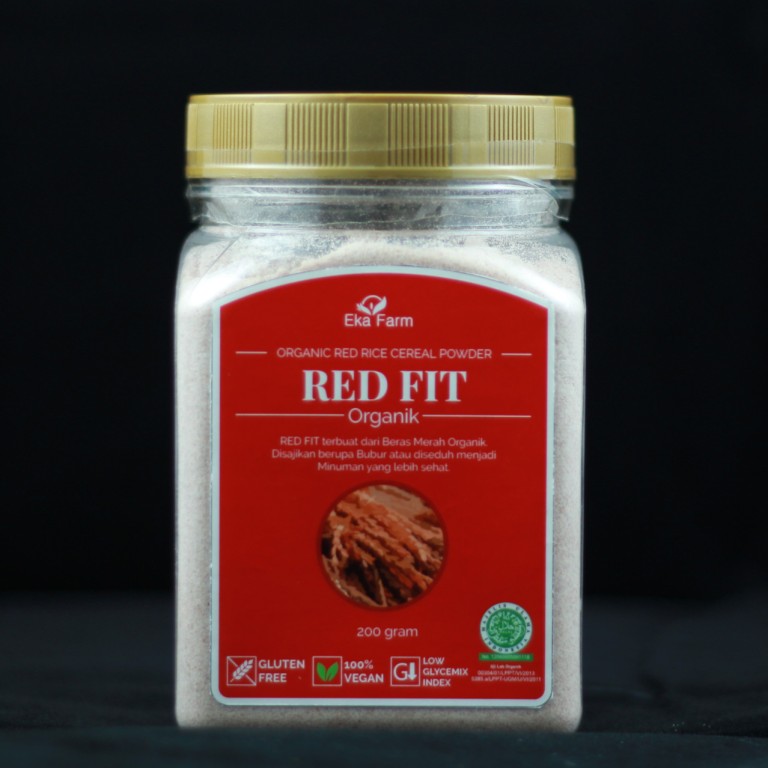 Eka Farm
ORGANIC RED RICE CEREAL POWDER
RED FIT
Organik
RED FIT terbuat dari Beras Merah Organik.
Disajikan berupa Bubur atau diseduh menjadi
Minuman yang lebih sehat.
200 gram
GLUTEN
FREE
100%
VEGAN
GI
LOW
GLYCEMIX
INDEX